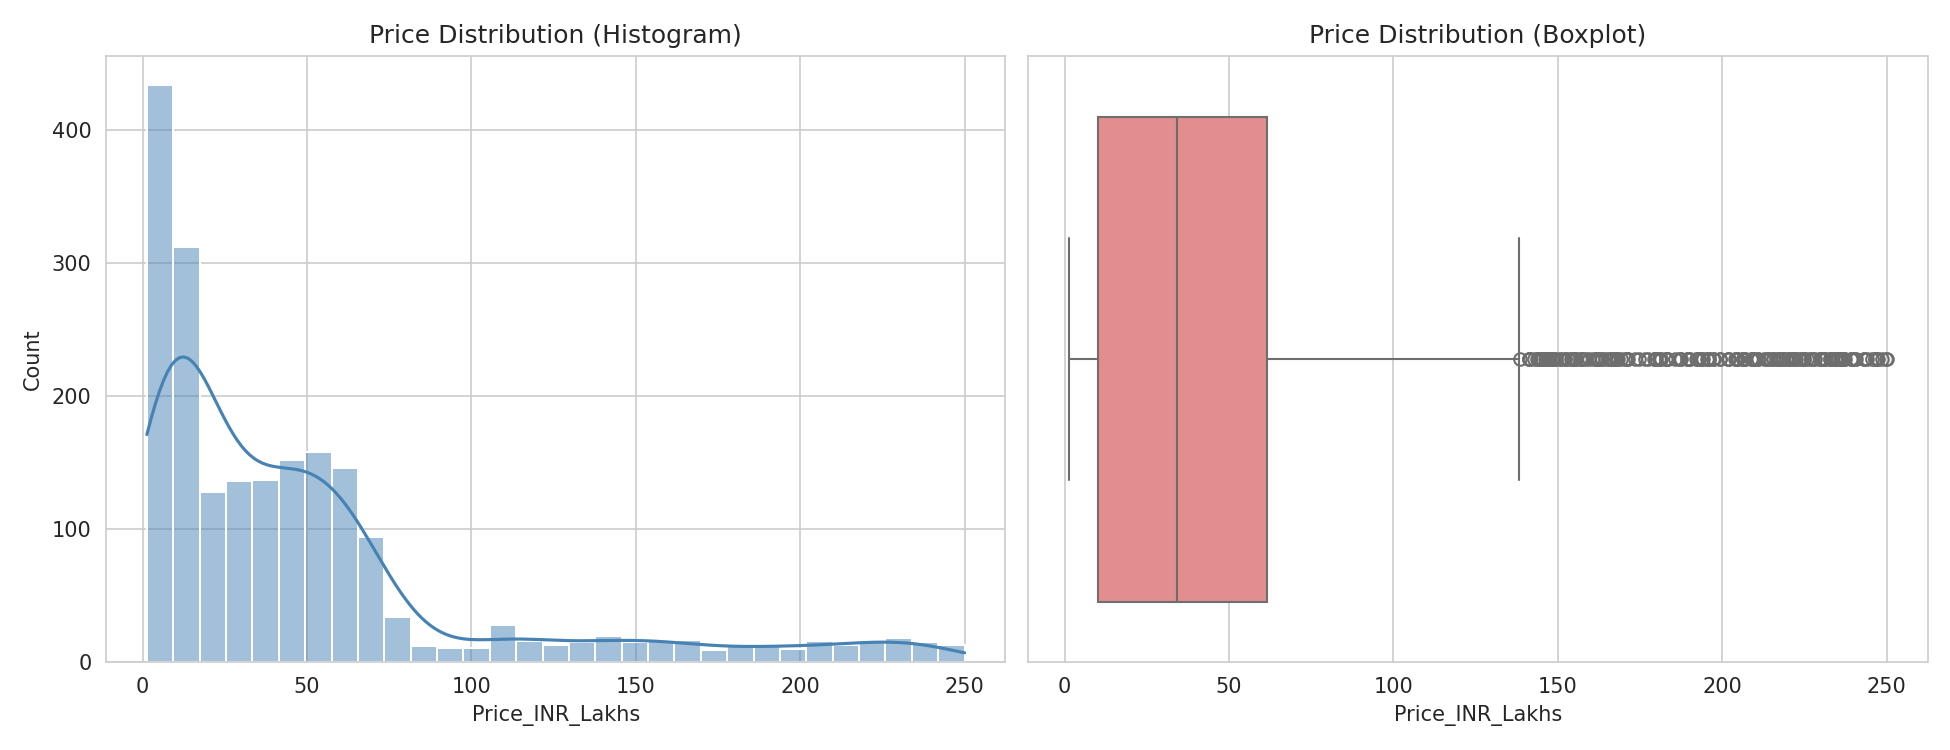 Price Distribution (Histogram)
400
300
200
100
0
Count
0 50 100 150 200 250
Price_INR_Lakhs
Price Distribution (Boxplot)
0 50 100 150 200 250
Price_INR_Lakhs